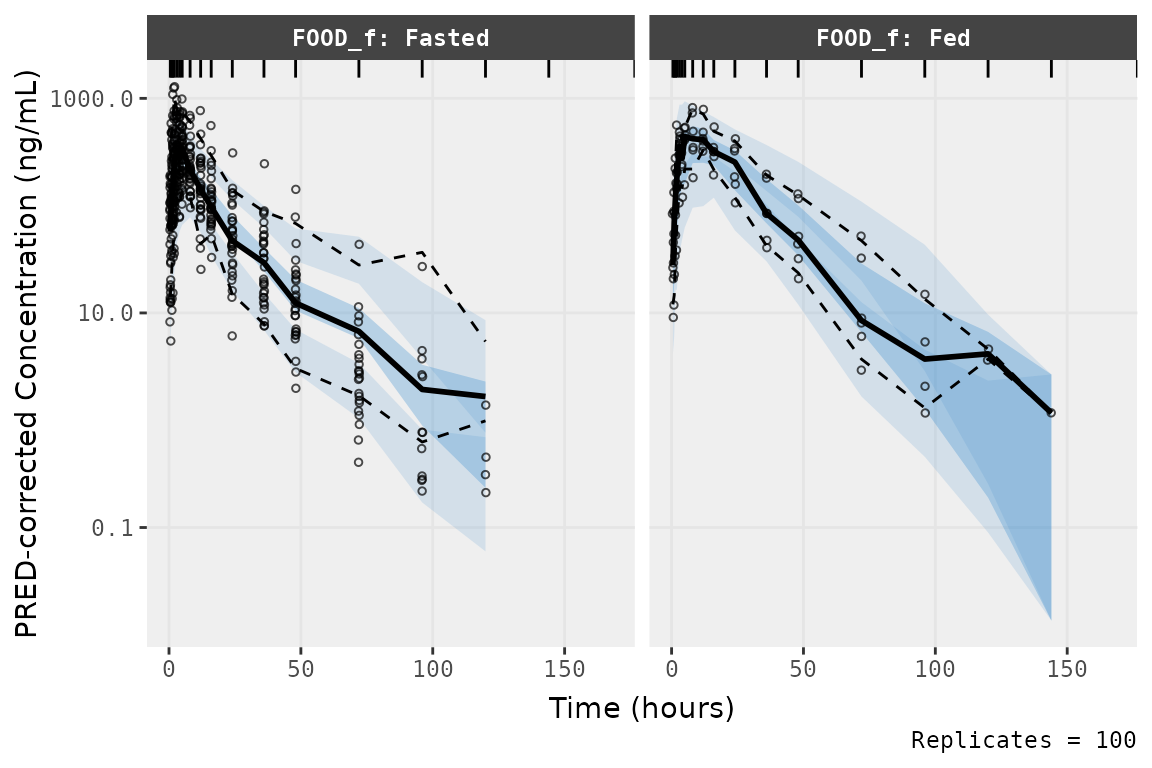 FOOD_f: Fasted
FOOD_f: Fed
PRED-corrected Concentration (ng/mL)
1000.0
10.0
0.1
0 50 100 150
0 50 100 150
Time (hours)
Replicates = 100